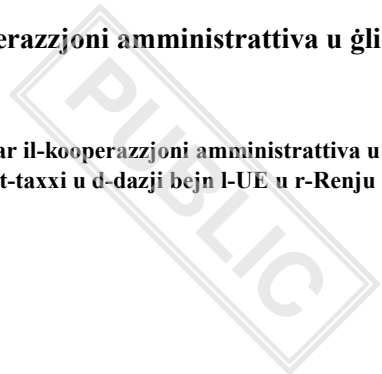 erazzjoni amministrattiva u ġli
ar il-kooperazzjoni amministrattiva u
t-taxxi u d-dazji bejn l-UE u r-Renju
PUBLIC